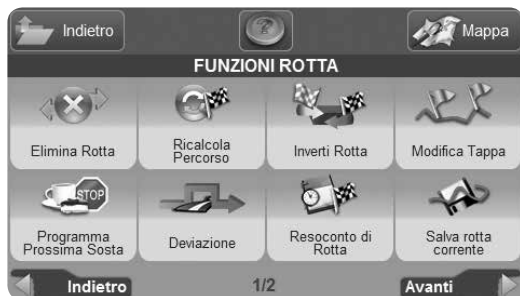 Indietro
?
Mappa
FUNZIONI ROTTA
Elimina Rotta
Ricalcola
Percorso
Inverti Rotta
Modifica Tappa
STOP
Programma
Prossima Sosta
Deviazione
Resoconto di
Rotta
Salva rotta
corrente
Indietro
1/2
Avanti